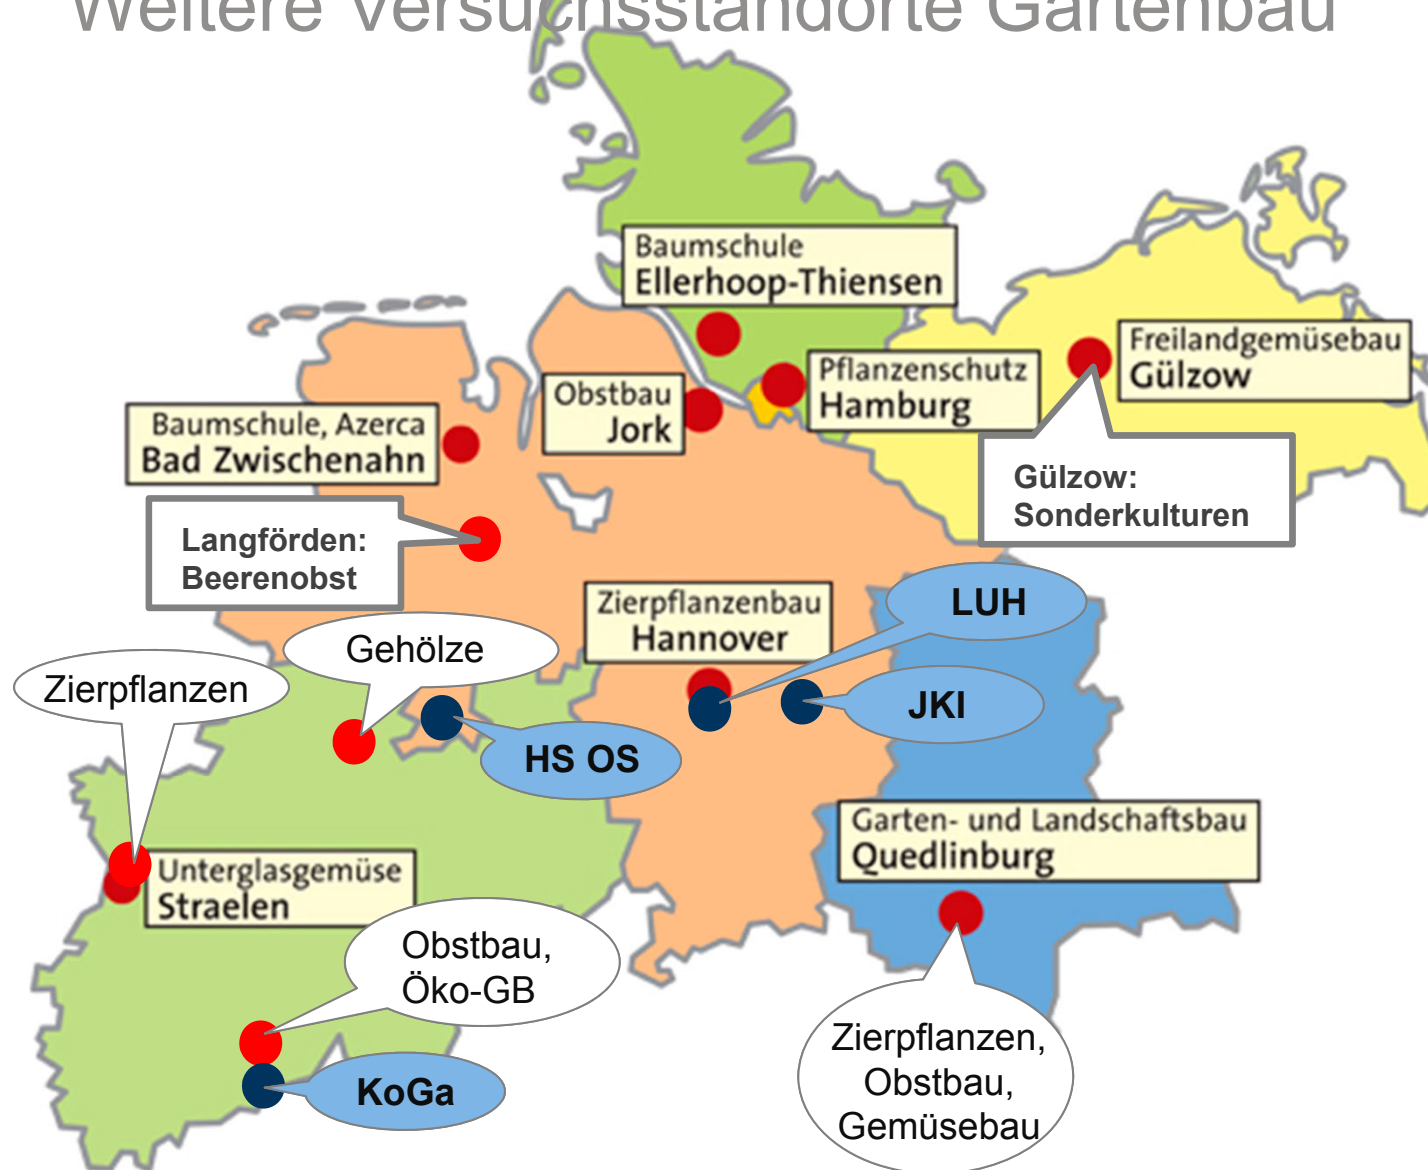 Weitere Versuchsstandorte Gartenbau
Baumschule
Ellerhoop-Thiensen
Freilandgemüsebau
Gülzow
Pflanzenschutz
Hamburg
Obstbau
Jork
Baumschule, Azerca
Bad Zwischenahn
Gülzow:
Sonderkulturen
Langförden:
Beerenobst
Zierpflanzenbau
Hannover
LUH
Gehölze
Zierpflanzen
JKI
HS OS
Garten- und Landschaftsbau
Quedlinburg
Unterglasgemüse
Straelen
Obstbau,
Öko-GB
Zierpflanzen,
Obstbau,
Gemüsebau
KoGa